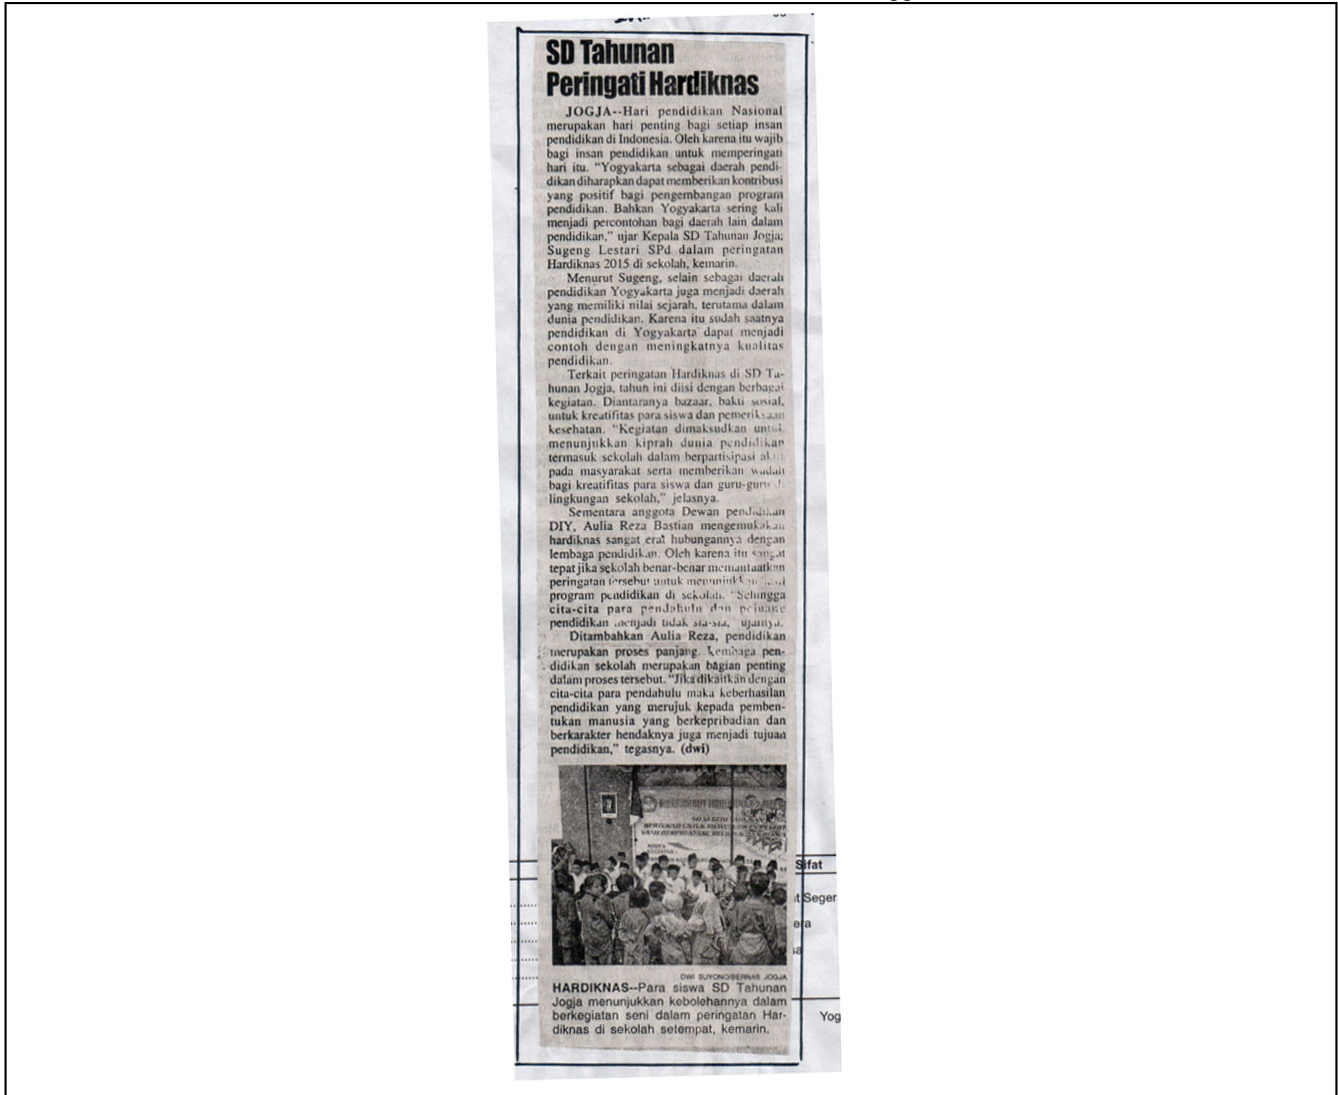 SD Tahunan
Peringati Hardiknas
JOGJA--Hari pendidikan Nasional
merupakan hari penting bagi setiap insan
pendidikan di Indonesia. Oleh karena itu wajib
bagi insan pendidikan untuk memperingati
hari itu. “Yogyakarta sebagai daerah pendi-
dikan diharapkan dapat memberikan kontribusi
yang positif bagi pengembangan program
pendidikan. Bahkan Yogyakarta sering kali
menjadi percontohan bagi daerah lain dalam
pendidikan,” ujar Kepala SD Tahunan Jogja;
Sugeng Lestari SPd dalam peringatan
Hardiknas 2015 di sekolah, kemarin.
Menurut Sugeng, selain sebagai daerah
pendidikan Yogyakarta juga menjadi daerah
yang memiliki nilai sejarah, terutama dalam
dunia pendidikan. Karena itu sudah saatnya
pendidikan di Yogyakarta dapat menjadi
contoh dengan meningkatnya kualitas
pendidikan.
Terkait peringatan Hardiknas di SD Ta-
hunan Jogja, tahun ini diisi dengan berbagai
kegiatan. Diantaranya bazaar, bakti sosial,
untuk kreatifitas para siswa dan pemeriksaan
kesehatan. “Kegiatan dimaksudkan untuk
menunjukkan kiprah dunia pendidikan
termasuk sekolah dalam berpartisipasi
pada masyarakat serta memberikan wadah
bagi kreatifitas para siswa dan guru-guru
lingkungan sekolah,” jelasnya.
Sementara anggota Dewan pendidikan
DIY, Aulia Reza Bastian mengemukakan
hardiknas sangat erat hubungannya dengan
lembaga pendidikan. Oleh karena itu sangat
tepat jika sekolah benar-benar memanfaatkan
peringatan tersebut untuk menunjukkan
program pendidikan di sekolah. “Sehingga
cita-cita para pendahulu dan pejuang
pendidikan menjadi tidak sia-sia,” ujarnya.
Ditambahkan Aulia Reza, pendidikan
merupakan proses panjang. Lembaga pen-
didikan sekolah merupakan bagian penting
dalam proses tersebut. “Jika dikaitkan dengan
cita-cita para pendahulu maka keberhasilan
pendidikan yang merujuk kepada pemben-
tukan manusia yang berkepribadian dan
berkarakter hendaknya juga menjadi tujuan
pendidikan,” tegasnya. (dwi)
SD NEGERI TAHUNAN
DWI SUYONO/BERNAS JOGJA
HARDIKNAS--Para siswa SD Tahunan
Jogja menunjukkan kebolehannya dalam
berkegiatan seni dalam peringatan Har-
diknas di sekolah setempat, kemarin.
Sifat
t Seger
era
sa
Yog